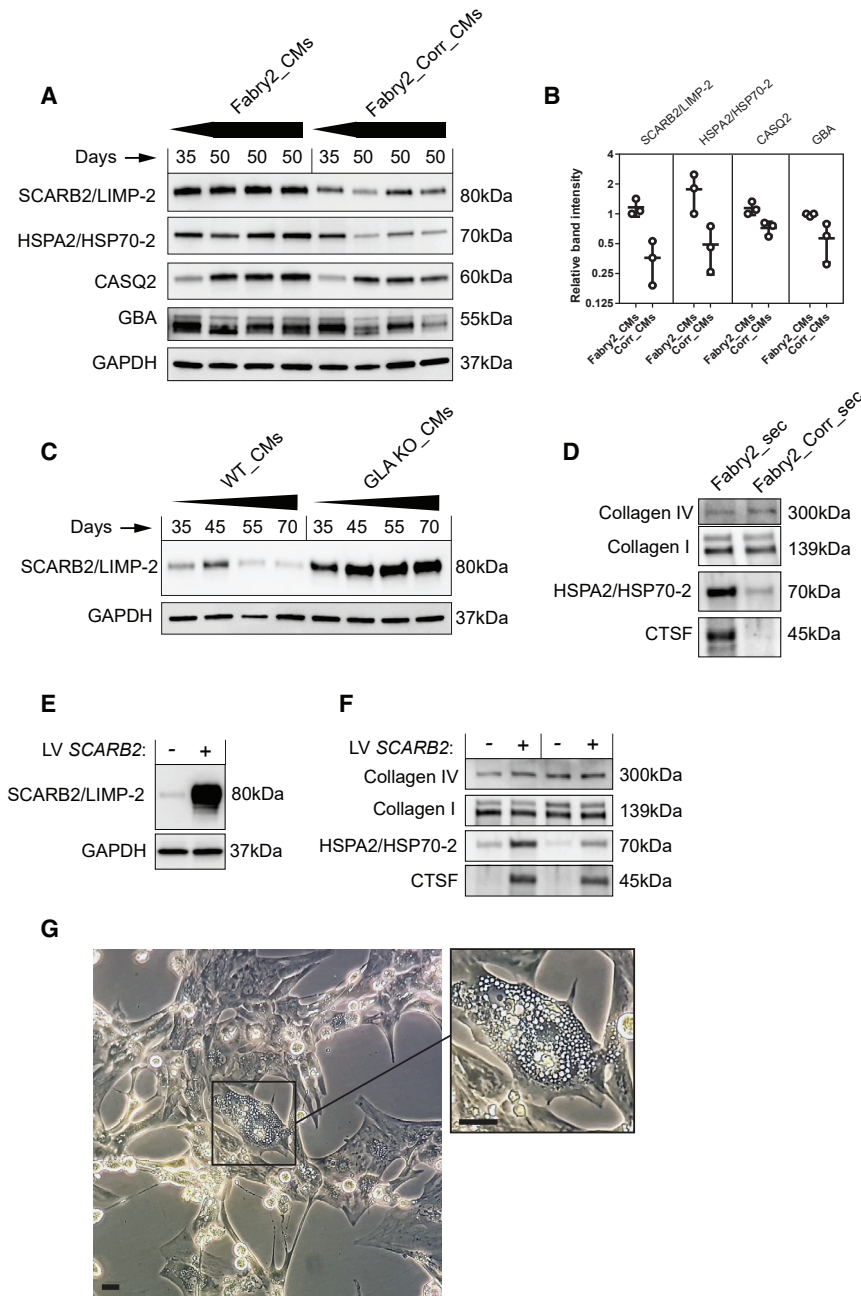 A
Fabry2_CMs
Fabry2_Corr_CMs
Days
35 50 50 50 35 50 50 50
SCARB2/LIMP-2 80kDa
HSPA2/HSP70-2 70kDa
CASQ2 60kDa
GBA 55kDa
GAPDH 37kDa
B
SCARB2/LIMP-2
HSPA2/HSP70-2
CASQ2
GBA
Relative band intensity
4
2
1
0.5
0.25
0.125
Fabry2_CMs
Corr_CMs
Fabry2_CMs
Corr_CMs
Fabry2_CMs
Corr_CMs
Fabry2_CMs
Corr_CMs
C
WT_CMs
GLA KO_CMs
Days
35 45 55 70 35 45 55 70
SCARB2/LIMP-2 80kDa
GAPDH 37kDa
D
Fabry2_sec
Fabry2_Corr_sec
Collagen IV 300kDa
Collagen I 139kDa
HSPA2/HSP70-2 70kDa
CTSF 45kDa
E
LV SCARB2: - +
SCARB2/LIMP-2 80kDa
GAPDH 37kDa
F
LV SCARB2: - + - +
Collagen IV 300kDa
Collagen I 139kDa
HSPA2/HSP70-2 70kDa
CTSF 45kDa
G